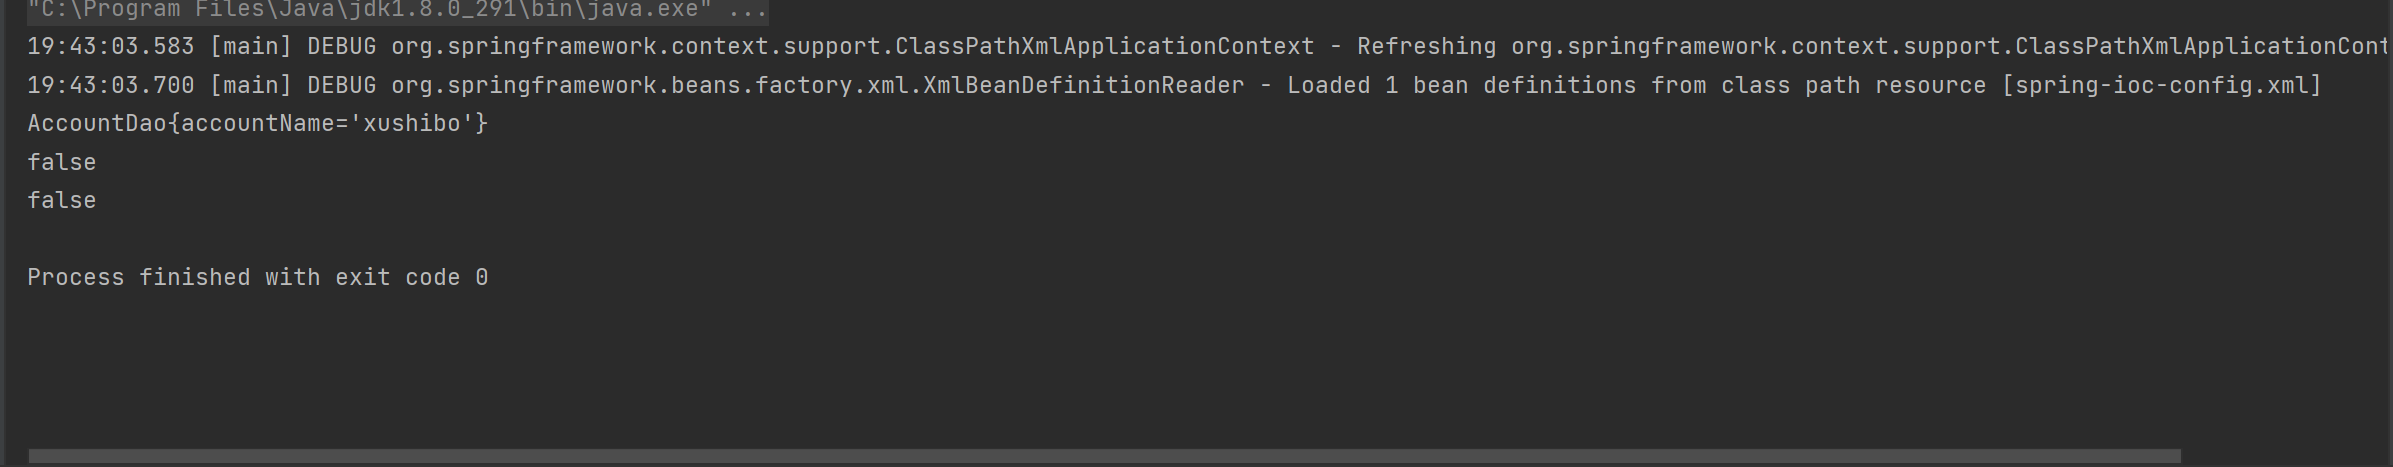 "C:\Program Files\Java\jdk1.8.0_291\bin\java.exe" ...
19:43:03.583 [main] DEBUG org.springframework.context.support.ClassPathXmlApplicationContext - Refreshing org.springframework.context.support.ClassPathXmlApplicationCont
19:43:03.700 [main] DEBUG org.springframework.beans.factory.xml.XmlBeanDefinitionReader - Loaded 1 bean definitions from class path resource [spring-ioc-config.xml]
AccountDao{accountName='xushibo'}
false
false
Process finished with exit code 0